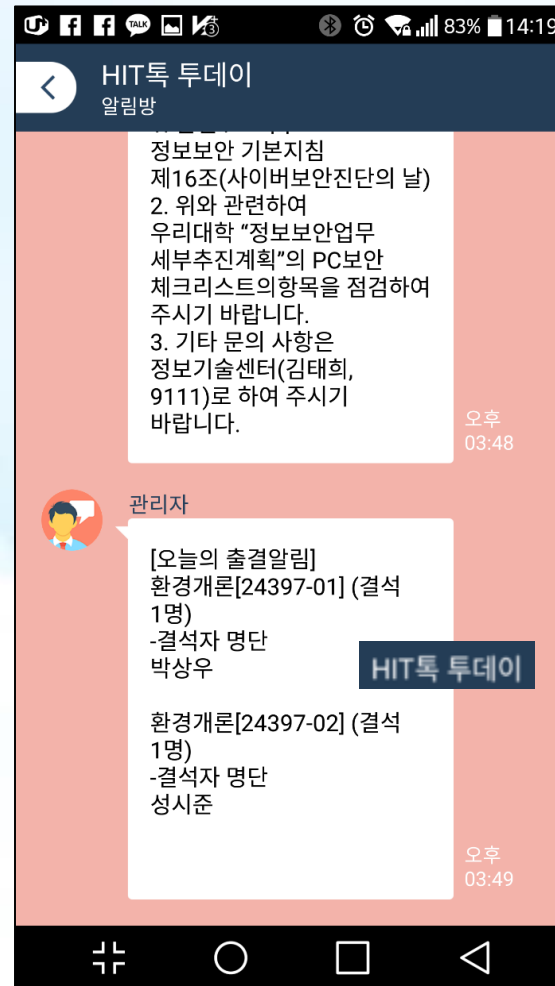 TALK
3
83%
14:19
HIT톡 투데이
알림방
정보보안 기본지침
제16조(사이버보안진단의 날)
2. 위와 관련하여
우리대학 “정보보안업무
세부추진계획”의 PC보안
체크리스트의항목을 점검하여
주시기 바랍니다.
3. 기타 문의 사항은
정보기술센터(김태희,
9111)로 하여 주시기
바랍니다.
오후
03:48
관리자
[오늘의 출결알림]
환경개론[24397-01] (결석
1명)
-결석자 명단
박상우
HIT톡 투데이
환경개론[24397-02] (결석
1명)
-결석자 명단
성시준
오후
03:49